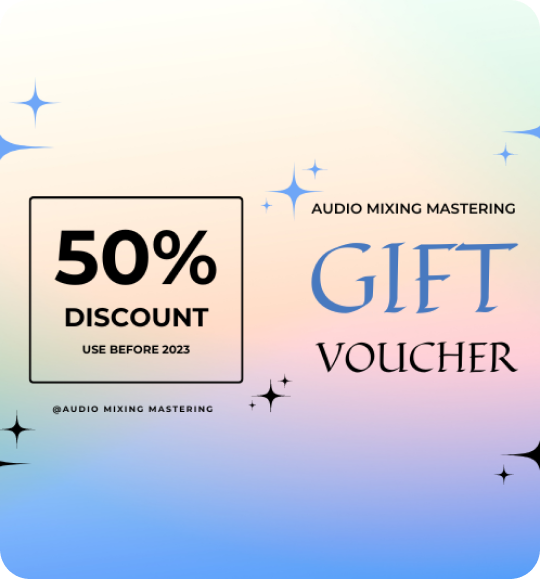 50%
DISCOUNT
USE BEFORE 2023
@AUDIO MIXING MASTERING
AUDIO MIXING MASTERING
GIFT
VOUCHER